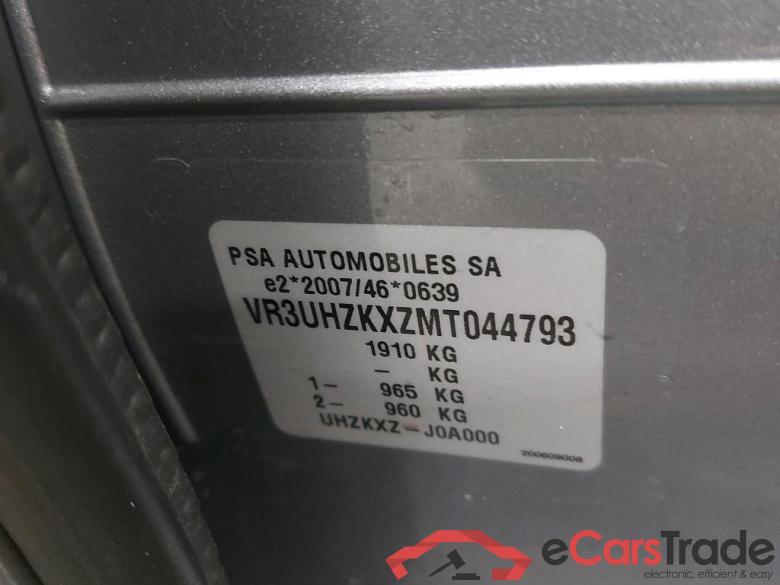 PSA AUTOMOBILES SA
e2*2007/46*0639
VR3UHZKXZMT044793
1910 KG
- KG
1- 965 KG
2- 960 KG
UHZKXZ-J0A000
200609008
eCarsTrade
electronic, efficient & easy